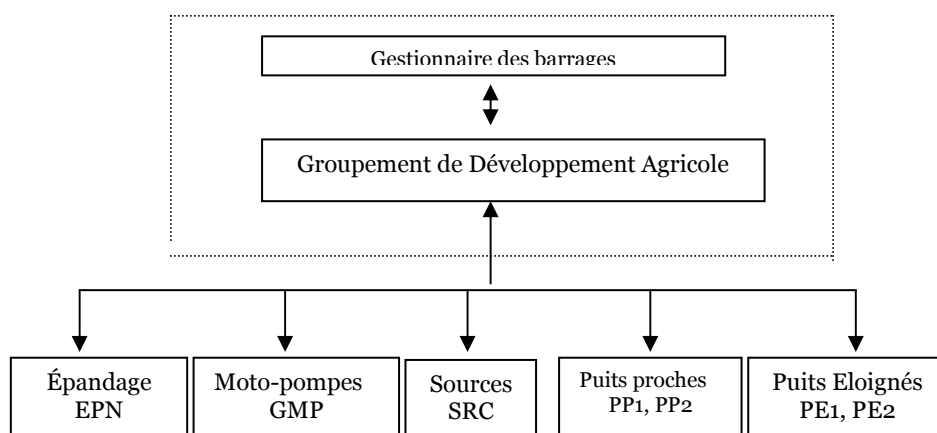 Gestionnaire des barrages
Groupement de Développement Agricole
Épandage
EPN
Moto-pompes
GMP
Sources
SRC
Puits proches
PP1, PP2
Puits Eloignés
PE1, PE2